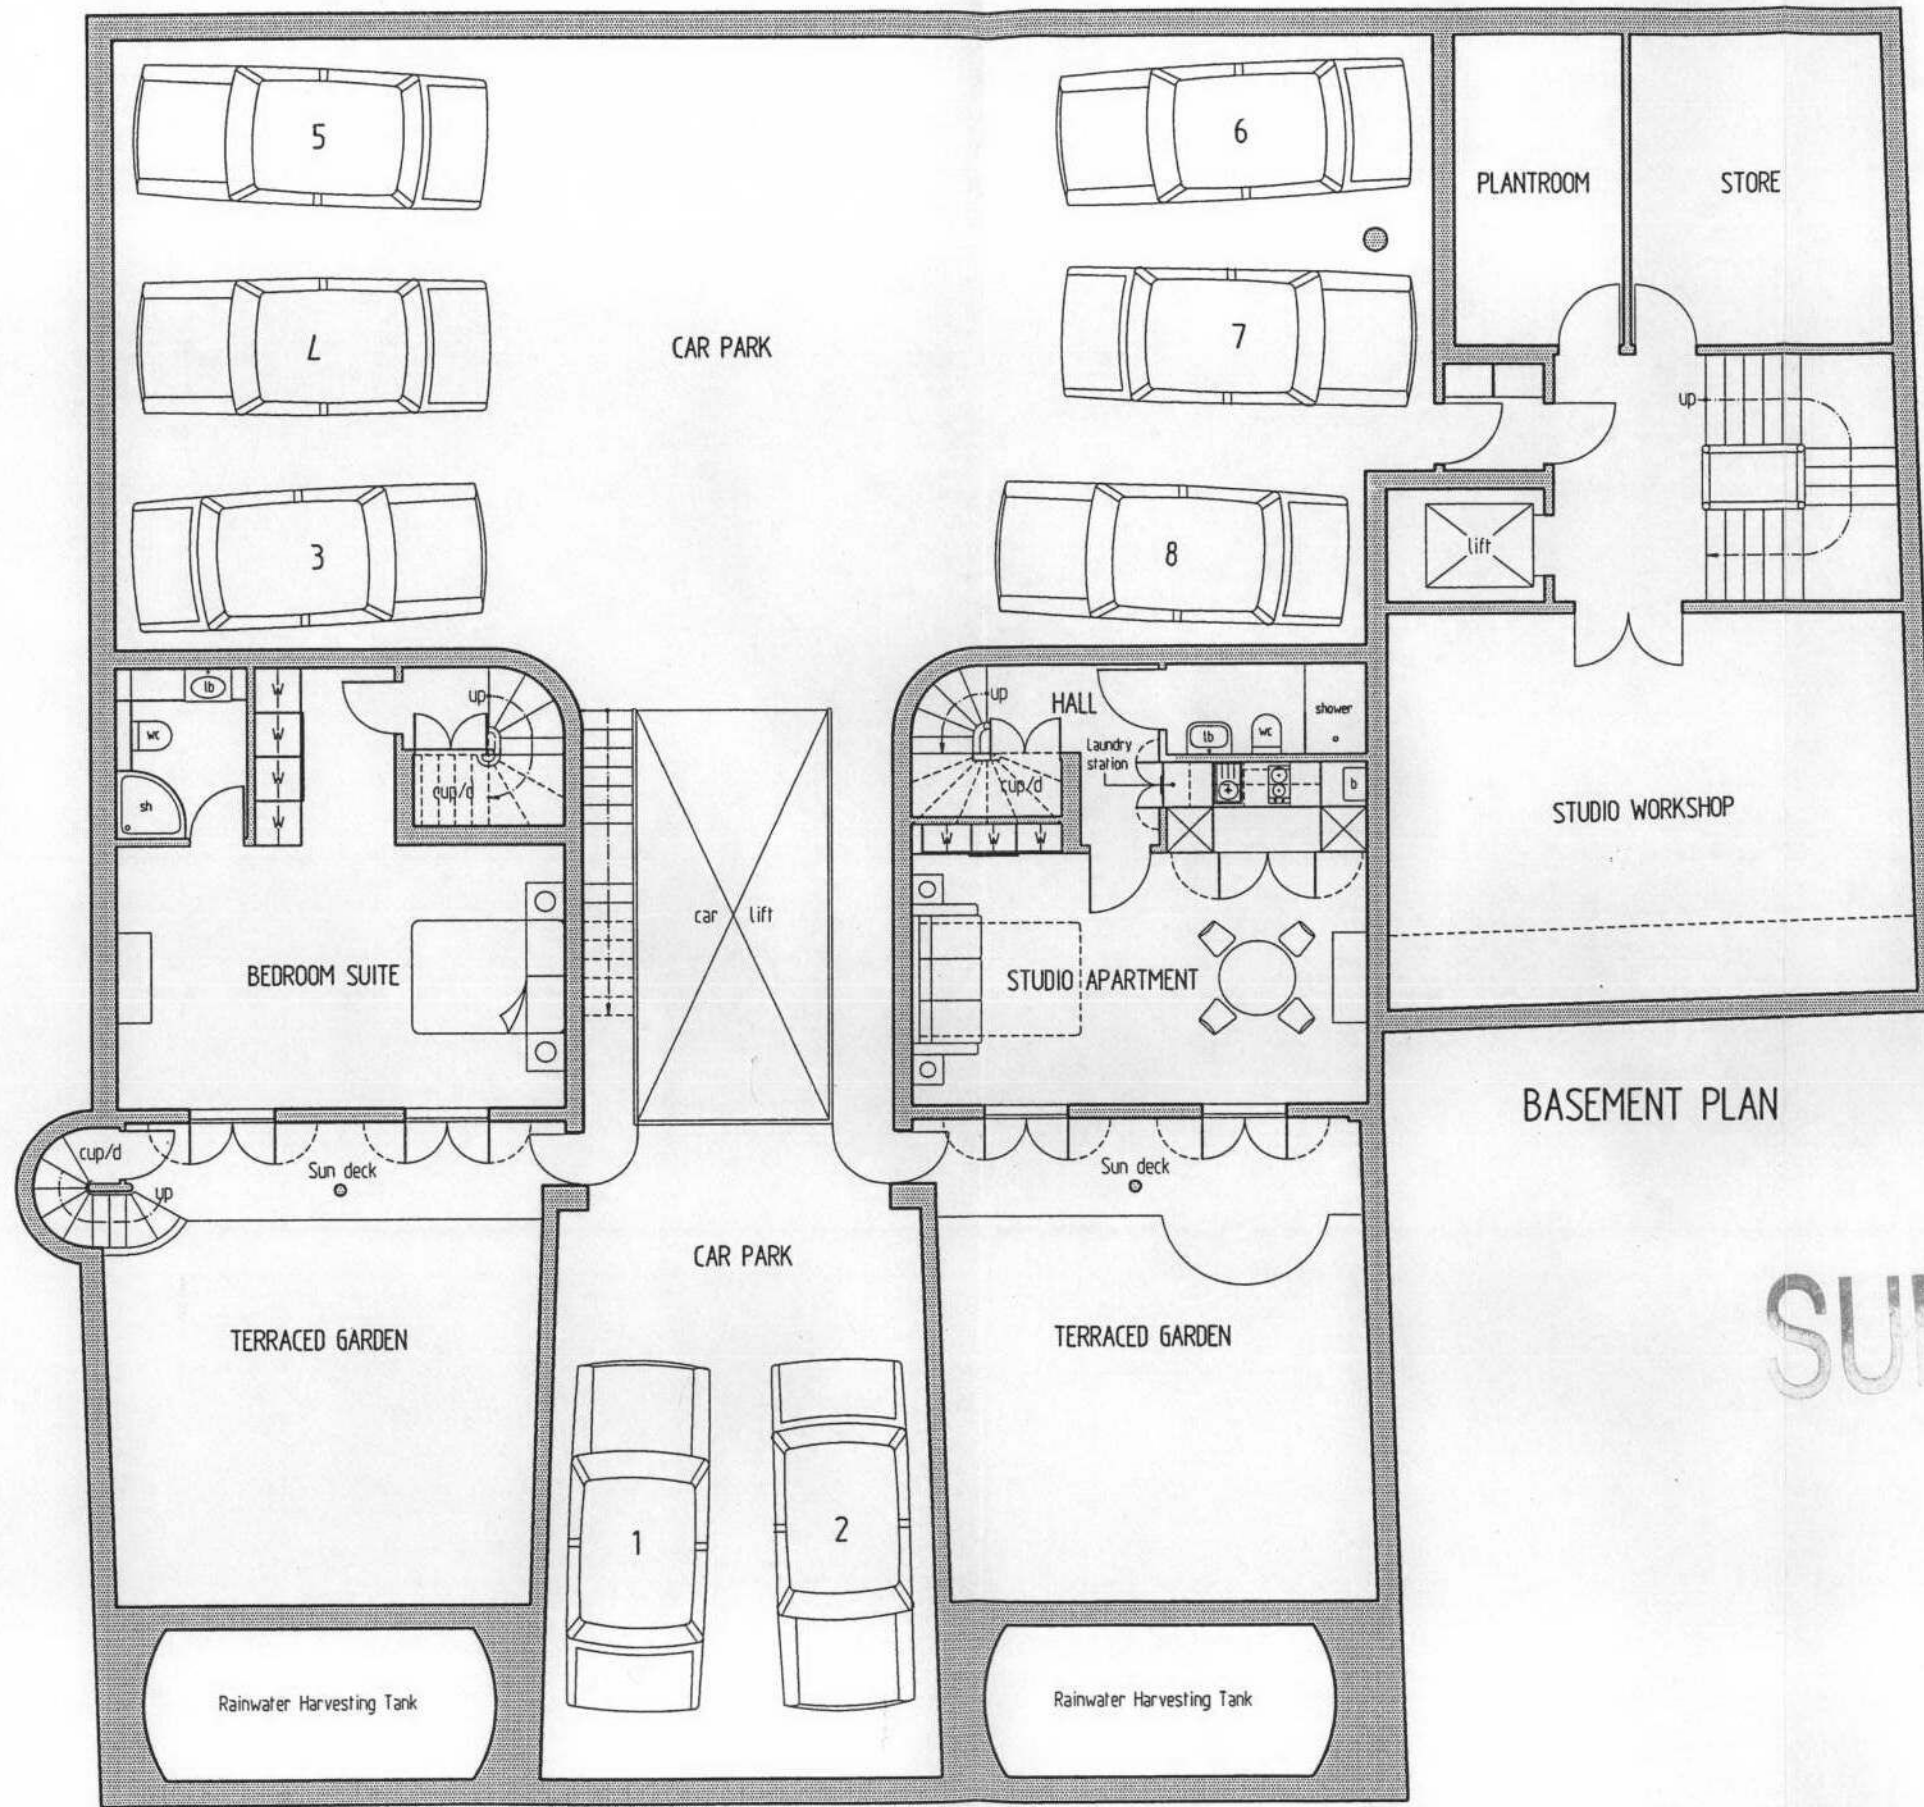 5
6
PLANTROOM
STORE
L
CAR PARK
7
up
3
8
lift
lb
W
up
up
HALL
lb
wc
shower
wc
W
Laundry
station
W
sh
cup/d
cup/d
b
W
W
W
W
STUDIO WORKSHOP
car lift
BEDROOM SUITE
STUDIO APARTMENT
BASEMENT PLAN
cup/d
up
Sun deck
Sun deck
CAR PARK
TERRACED GARDEN
TERRACED GARDEN
SU
1
2
Rainwater Harvesting Tank
Rainwater Harvesting Tank